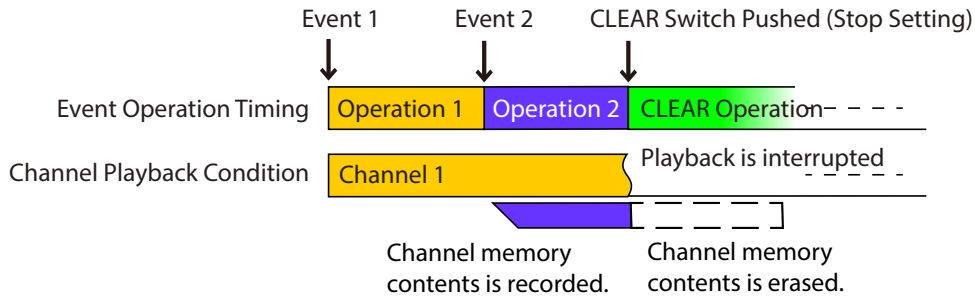 Event 1 Event 2 CLEAR Switch Pushed (Stop Setting)
Event Operation Timing Operation 1 Operation 2 CLEAR Operation
Channel Playback Condition Channel 1 Playback is interrupted
Channel memory Channel memory
contents is recorded. contents is erased.